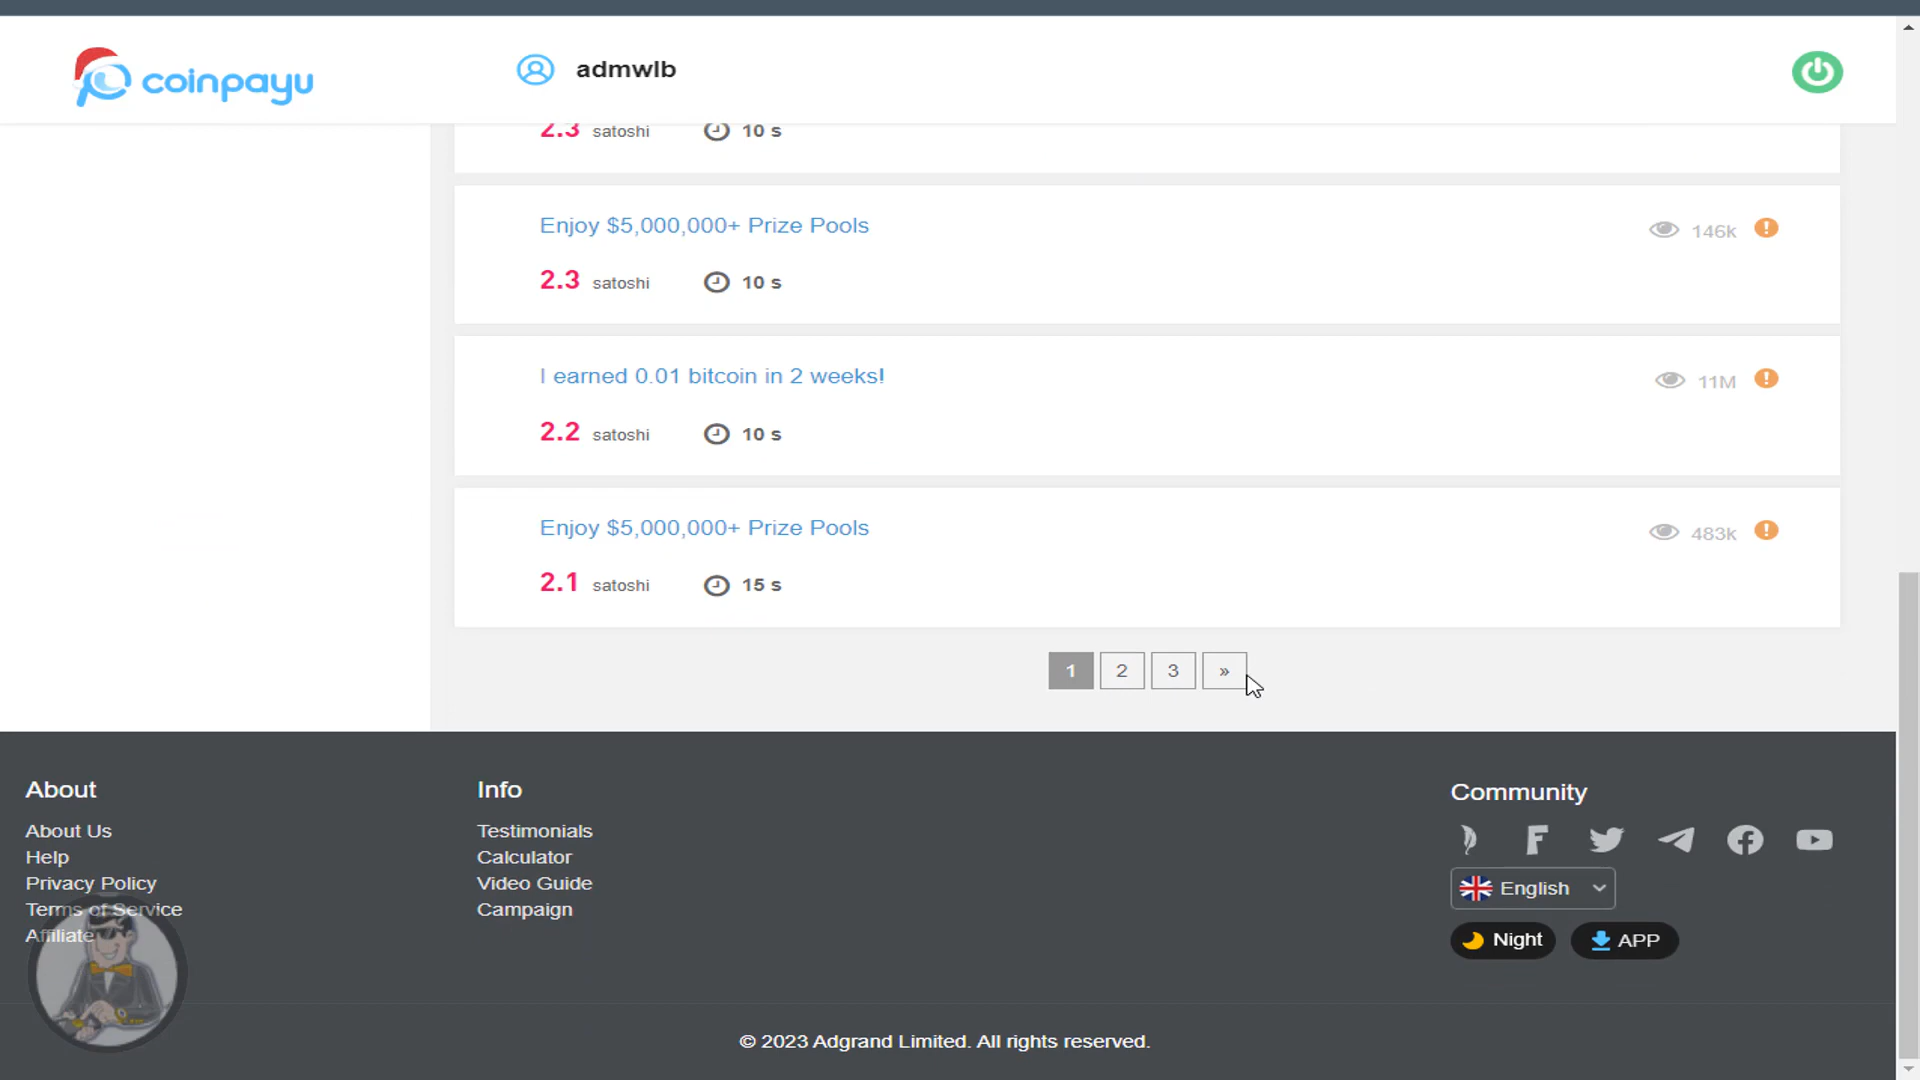 coinpayu
admwlb
2.3 satoshi 10 s
Enjoy $5,000,000+ Prize Pools
146k
2.3 satoshi 10 s
I earned 0.01 bitcoin in 2 weeks!
11M
2.2 satoshi 10 s
Enjoy $5,000,000+ Prize Pools
483k
2.1 satoshi 15 s
1 2 3 »
About
About Us
Help
Privacy Policy
Terms of Service
Affiliate
Info
Testimonials
Calculator
Video Guide
Campaign
Community
English
Night APP
© 2023 Adgrand Limited. All rights reserved.